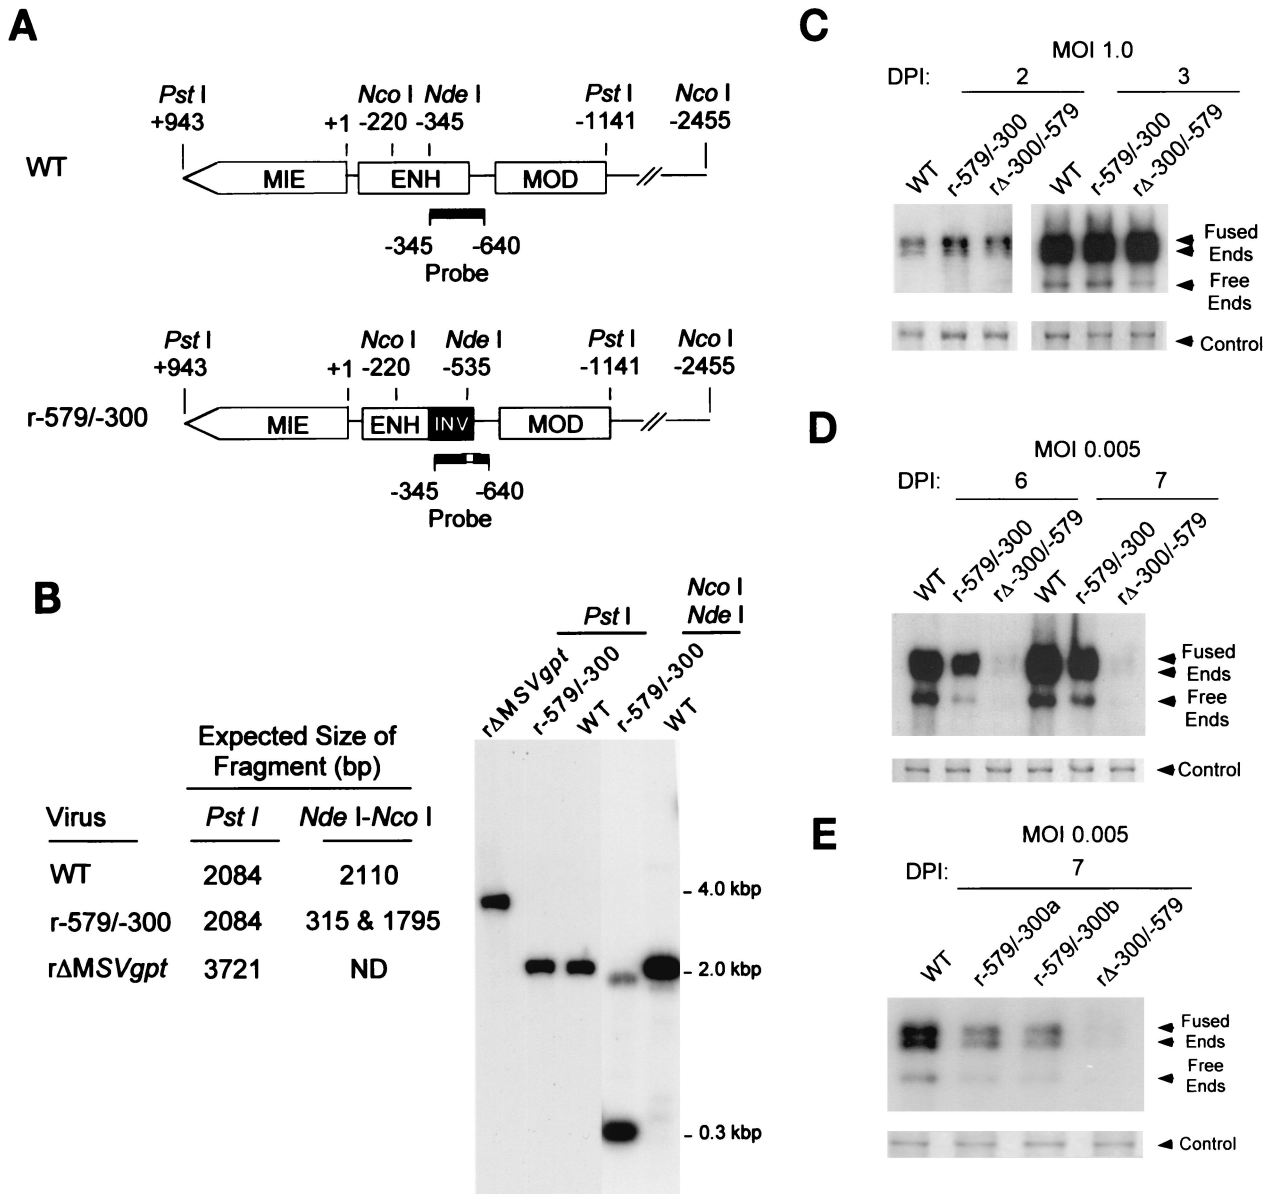 A
Pst I
+943
+1
Nco I
-220
Nde I
-345
Pst I
-1141
Nco I
-2455
WT
MIE
ENH
MOD
-345
-640
Probe
Pst I
+943
+1
Nco I
-220
Nde I
-535
Pst I
-1141
Nco I
-2455
r-579/-300
MIE
ENH
INV
MOD
-345
-640
Probe
B
Expected Size of
Fragment (bp)
Virus Pst I Nde I-Nco I
WT 2084 2110
r-579/-300 2084 315 & 1795
rΔMSVgpt 3721 ND
Pst I
Nco I
Nde I
rΔMSVgpt
r-579/-300
WT
r-579/-300
WT
4.0 kbp
2.0 kbp
0.3 kbp
C
MOI 1.0
DPI: 2 3
WT
r-579/-300
rΔ-300/-579
WT
r-579/-300
rΔ-300/-579
Fused
Ends
Free
Ends
Control
D
MOI 0.005
DPI: 6 7
WT
r-579/-300
rΔ-300/-579
WT
r-579/-300
rΔ-300/-579
Fused
Ends
Free
Ends
Control
E
MOI 0.005
DPI: 7
WT
r-579/-300a
r-579/-300b
rΔ-300/-579
Fused
Ends
Free
Ends
Control